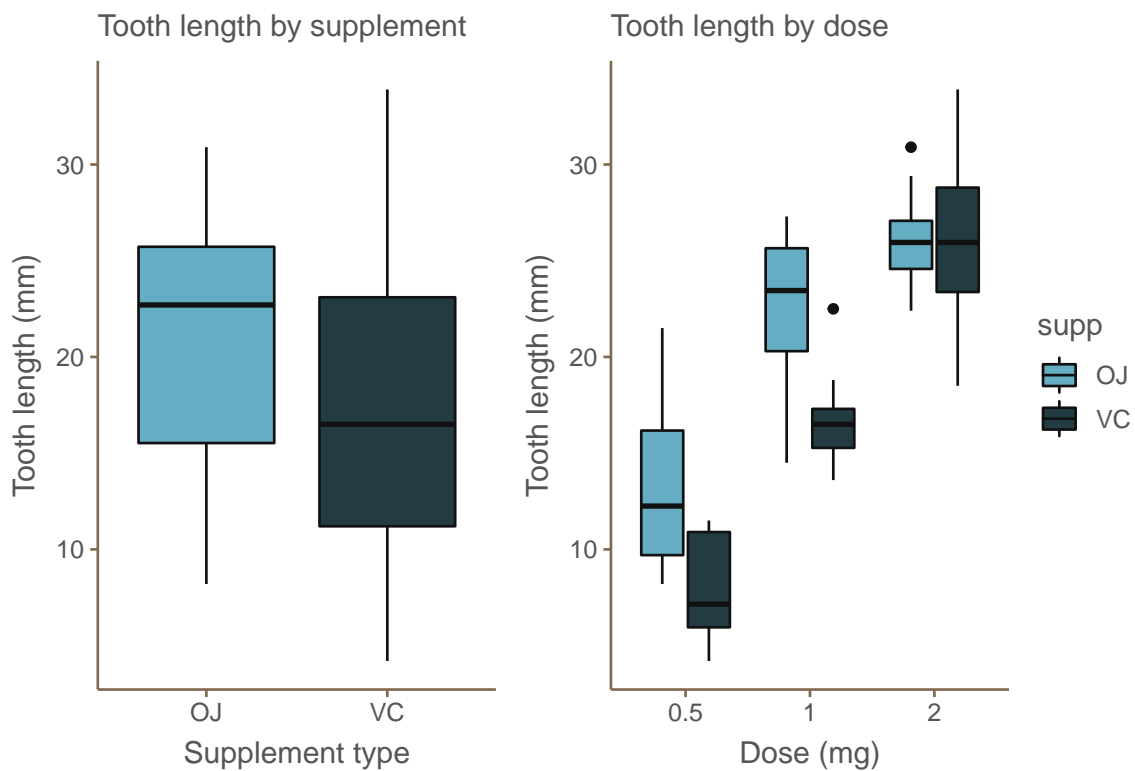 Tooth length by supplement
Tooth length (mm)
30
20
10
OJ VC
Supplement type
Tooth length by dose
Tooth length (mm)
30
20
10
0.5 1 2
Dose (mg)
supp
OJ
VC